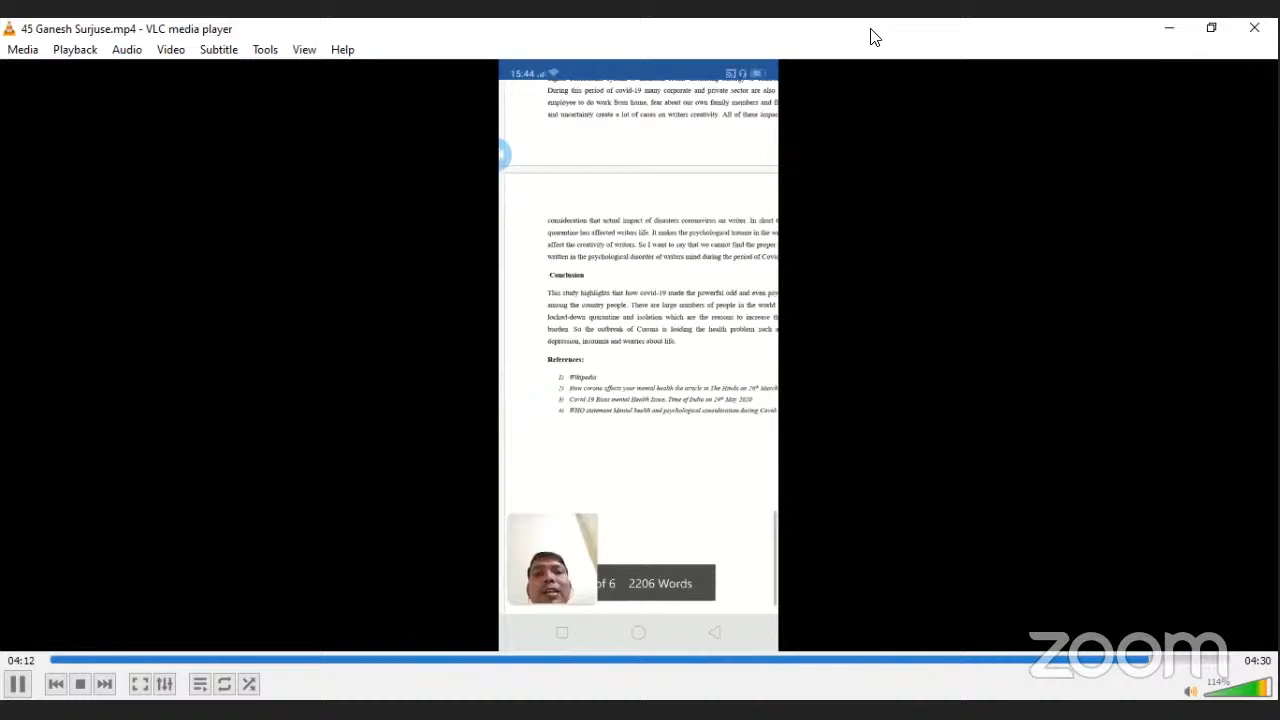 45 Ganesh Surjuse.mp4 - VLC media player
Media Playback Audio Video Subtitle Tools View Help
15:44
During this period of covid-19 many corporate and private sector are also
employee to do work from home, fear about our own family members and
and uncertainty create a lot of cases on writers creativity. All of these
consideration that actual impact of disasters coronavirus on writer. In short
quarantine has affected writers life. It makes the psychological trauma in the
affect the creativity of writers. So I want to say that we cannot find the proper
written in the psychological disorder of writers mind during the period of
Conclusion
This study highlights that how covid-19 made the powerful odd and even
among the country people. There are large numbers of people in the world
locked-down quarantine and isolation which are the reasons to increase
burden. So the outbreak of Corona is leading the health problem such
depression, insomnia and worries about life.
References:
1) Wikipedia
2) How corona affects your mental health the article in The Hindu on 26th March
3) Covid-19 Rises mental Health Issue, Time of India on 29th May 2020
4) WHO statement Mental health and psychological consideration during Covid
of 6 2206 Words
zoom
04:12
04:30
114%